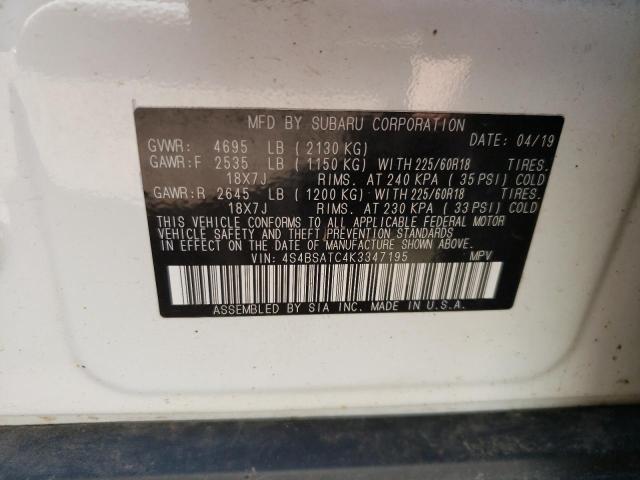 MFD BY SUBARU CORPORATION
GVWR: 4695 LB (2130 KG) DATE: 04/19
GAWR:F 2535 LB (1150 KG) WITH 225/60R18 TIRES.
18X7J RIMS. AT 240 KPA (35 PSI) COLD
GAWR:R 2645 LB (1200 KG) WITH 225/60R18 TIRES.
18X7J RIMS. AT 230 KPA (33 PSI) COLD
THIS VEHICLE CONFORMS TO ALL APPLICABLE FEDERAL MOTOR
VEHICLE SAFETY AND THEFT PREVENTION STANDARDS
IN EFFECT ON THE DATE OF MANUFACTURE SHOWN ABOVE.
VIN: 4S4BSATC4K3347195 MPV
ASSEMBLED BY SIA INC. MADE IN U.S.A.